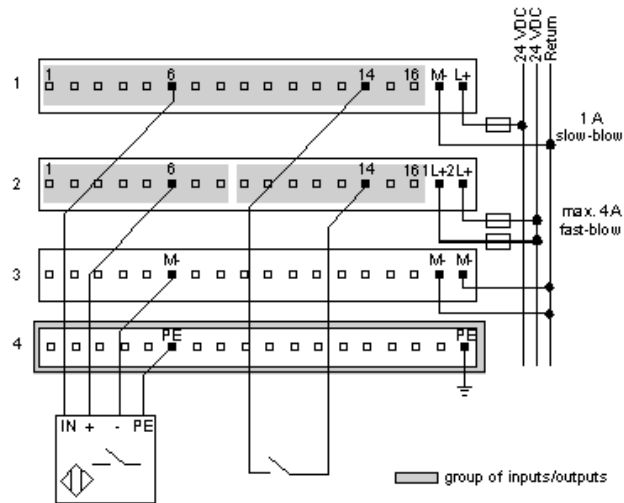 24 VDC
24 VDC
Return
1
1 6 14 16 M- L+
1 A
slow-blow
2
1 6 14 16 1L+ 2L+
max. 4 A
fast-blow
3
M- M- M-
4
PE PE
IN + - PE
group of inputs/outputs